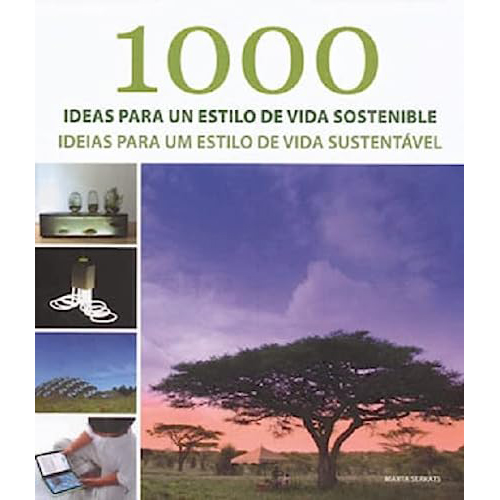 1000
IDEAS PARA UN ESTILO DE VIDA SOSTENIBLE
IDEIAS PARA UM ESTILO DE VIDA SUSTENTÁVEL
MARTA SERRATS